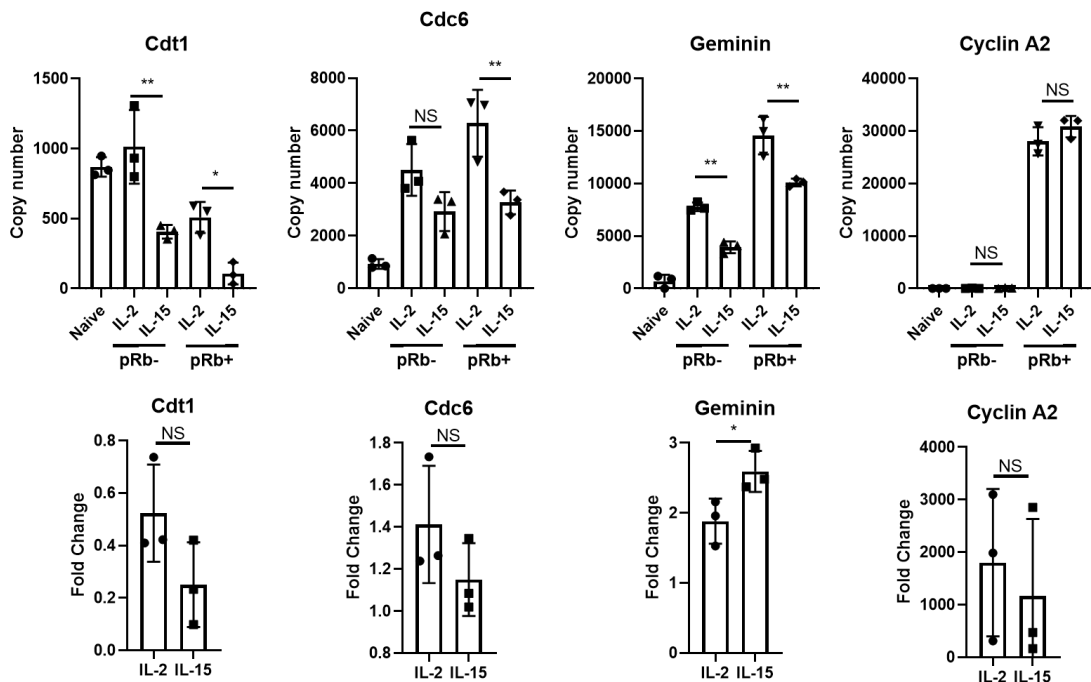 Cdt1
Copy number
1500
1000
500
0
**
*
Naive
IL-2
IL-15
IL-2
IL-15
pRb-
pRb+
Cdc6
Copy number
8000
6000
4000
2000
0
NS
**
Naive
IL-2
IL-15
IL-2
IL-15
pRb-
pRb+
Geminin
Copy number
20000
15000
10000
5000
0
**
**
Naive
IL-2
IL-15
IL-2
IL-15
pRb-
pRb+
Cyclin A2
Copy number
40000
30000
20000
10000
0
NS
NS
Naive
IL-2
IL-15
IL-2
IL-15
pRb-
pRb+
Cdt1
Fold Change
0.8
0.6
0.4
0.2
0.0
NS
IL-2 IL-15
Cdc6
Fold Change
1.8
1.6
1.4
1.2
1.0
0.8
NS
IL-2 IL-15
Geminin
Fold Change
3
2
1
0
*
IL-2 IL-15
Cyclin A2
Fold Change
4000
3000
2000
1000
0
NS
IL-2 IL-15